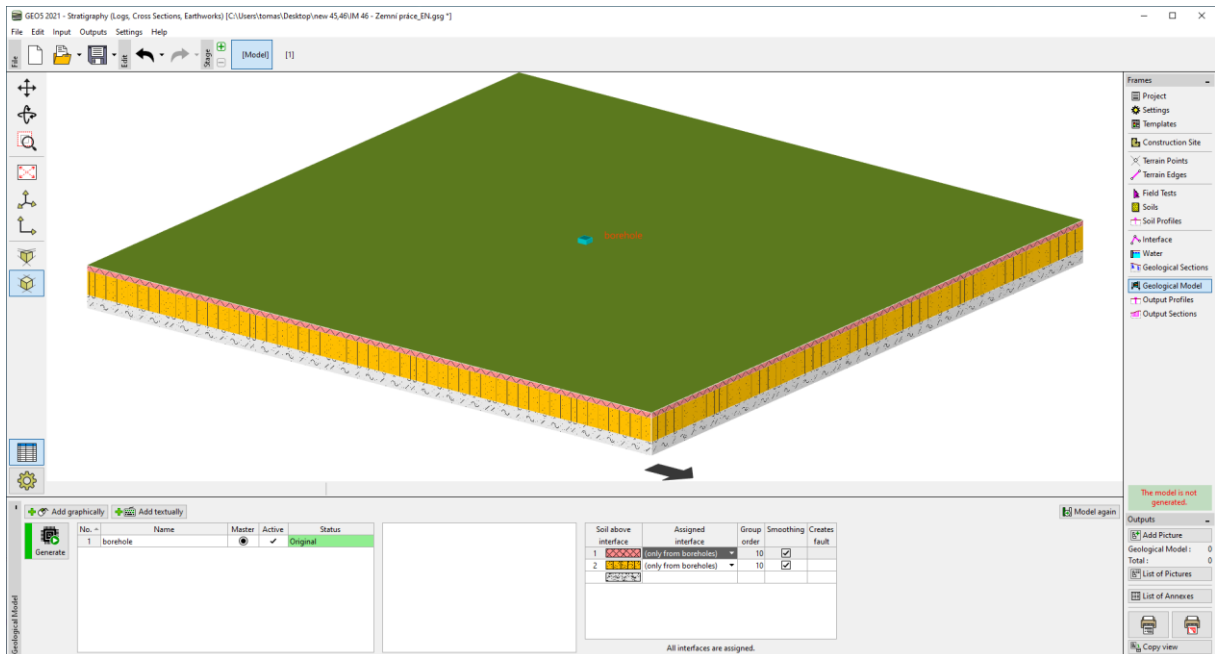 GEO5 2021 - Stratigraphy (Logs, Cross Sections, Earthworks) [C:\Users\tomas\Desktop\new 45,46\IM 46 - Zemní práce_EN.gsg *]
File Edit Input Outputs Settings Help
File
Edit
Stage
[Model] [1]
borehole
Frames
Project
Settings
Templates
Construction Site
Terrain Points
Terrain Edges
Field Tests
Soils
Soil Profiles
Interface
Water
Geological Sections
Geological Model
Output Profiles
Output Sections
The model is not
generated.
Outputs
Add Picture
Geological Model : 0
Total : 0
List of Pictures
List of Annexes
Copy view
Geological Model
Add graphically Add textually
Model again
Generate
No. Name Master Active Status
1 borehole Original
Soil above interface Assigned interface Group order Smoothing Creates fault
1 (only from boreholes) 10
2 (only from boreholes) 10
All interfaces are assigned.